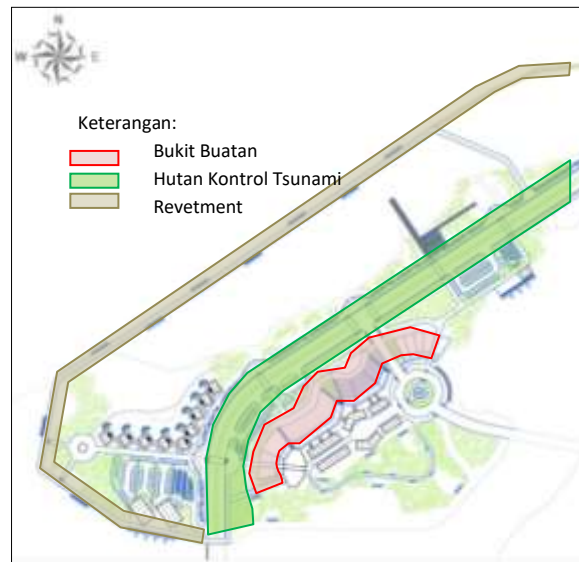 N
W E
S
Keterangan:
Bukit Buatan
Hutan Kontrol Tsunami
Revetment